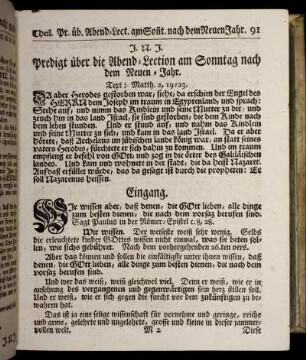 Theil. Pr. üb. Abend-Lect. am Soñt. nach dem Neuen Jahr. 91
J. N. J.
Predigt über die Abend-Lection am Sonntag nach
dem Neuen-Jahr.
Text: Matth. 2, 19:23.
DA aber Herodes gestorben war, siehe, da erschien der Engel des
HERRN dem Joseph im traum in Egyptenland, und sprach:
Stehe auf, und nimm das Kindlein und seine Mutter zu dir, und
zeuch hin in das land Israel, sie sind gestorben, die dem Kinde nach
dem leben stunden. Und er stund auf, und nahm das Kindlein
und seine Mutter zu sich, und kam in das land Israel. Da er aber
hörete, daß Archelaus im jüdischen lande König war, an statt seines
vaters Herodes, fürchtete er sich dahin zu kommen. Und im traum
empfieng er befehl von GOtt, und zog in die örter des Galiläischen
landes. Und kam und wohnete in der stadt, die da heist Nazaret.
Auf daß erfüllet würde, das da gesagt ist durch die propheten: Er
soll Nazarenus heissen.
Eingang.
WIr wissen aber, daß denen, die GOtt lieben, alle dinge
zum besten dienen, die nach dem vorsatz berufen sind.
Sagt Paulus in der Römer-Epistel c. 8, 28.
Wir wissen. Der weiseste weiß sehr wenig. Selbs
die erleuchtete kinder GOttes wissen nicht einmal, was sie beten sol-
len, wie sichs gebühret. Nach dem vorhergehenden 26. sten vers.
Aber das können und sollen die einfältigste unter ihnen wissen, daß
denen, die GOtt lieben, alle dinge zum besten dienen, die nach dem
vorsatz berufen sind.
Und wer das weiß, weiß gleichwol viel. Denn er weiß, wie er in
ansehung des vergangenen und gegenwärtigen sein herz stillen soll.
Und er weiß, wie er sich gegen die furcht vor dem zukünftigen zu be-
wahren hat.
Das ist ja eine selige wissenschaft für vornehme und geringe, reiche
und arme, gelehrte und ungelehrte, grosse und kleine in dieser jammer-
vollen welt.
M 2
Diese